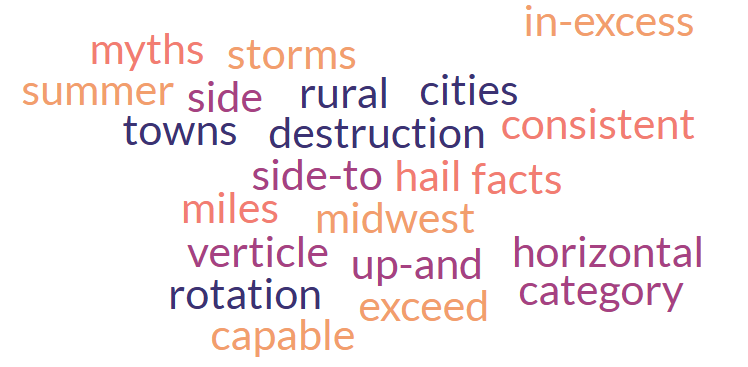 in-excess
myths storms
summer side rural cities
towns destruction consistent
side-to hail facts
miles midwest
verticle up-and horizontal
rotation exceed category
capable